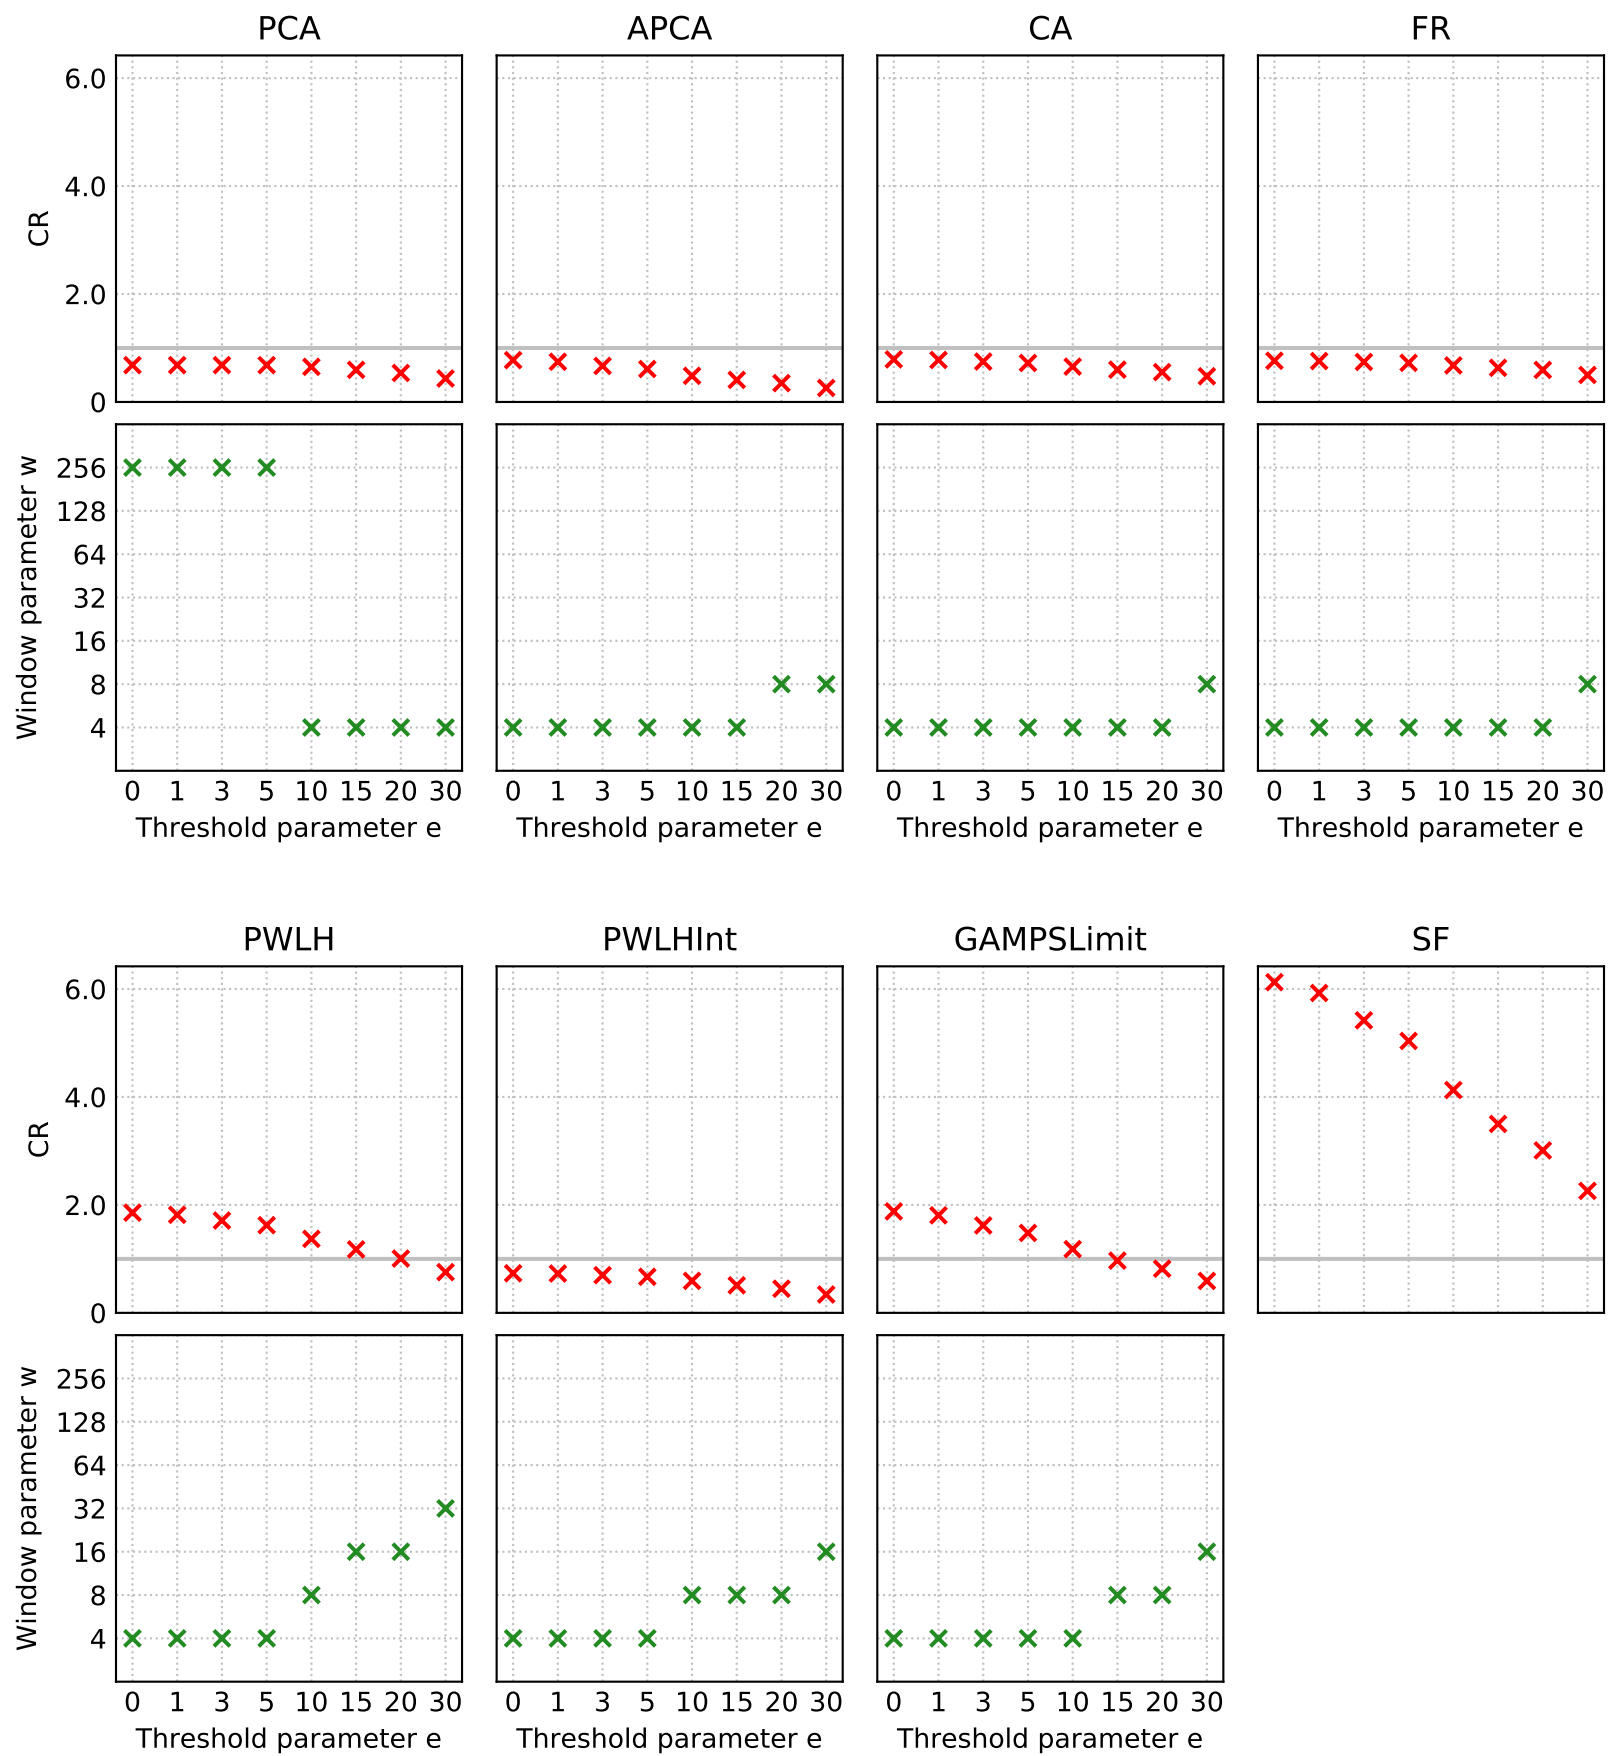 PCA APCA CA FR
6.0
4.0
2.0
0
CR
256
128
64
32
16
8
4
Window parameter w
0 1 3 5 10 15 20 30 0 1 3 5 10 15 20 30 0 1 3 5 10 15 20 30 0 1 3 5 10 15 20 30
Threshold parameter e Threshold parameter e Threshold parameter e Threshold parameter e
PWLH PWLHInt GAMPSLimit SF
6.0
4.0
2.0
0
CR
256
128
64
32
16
8
4
Window parameter w
0 1 3 5 10 15 20 30 0 1 3 5 10 15 20 30 0 1 3 5 10 15 20 30
Threshold parameter e Threshold parameter e Threshold parameter e